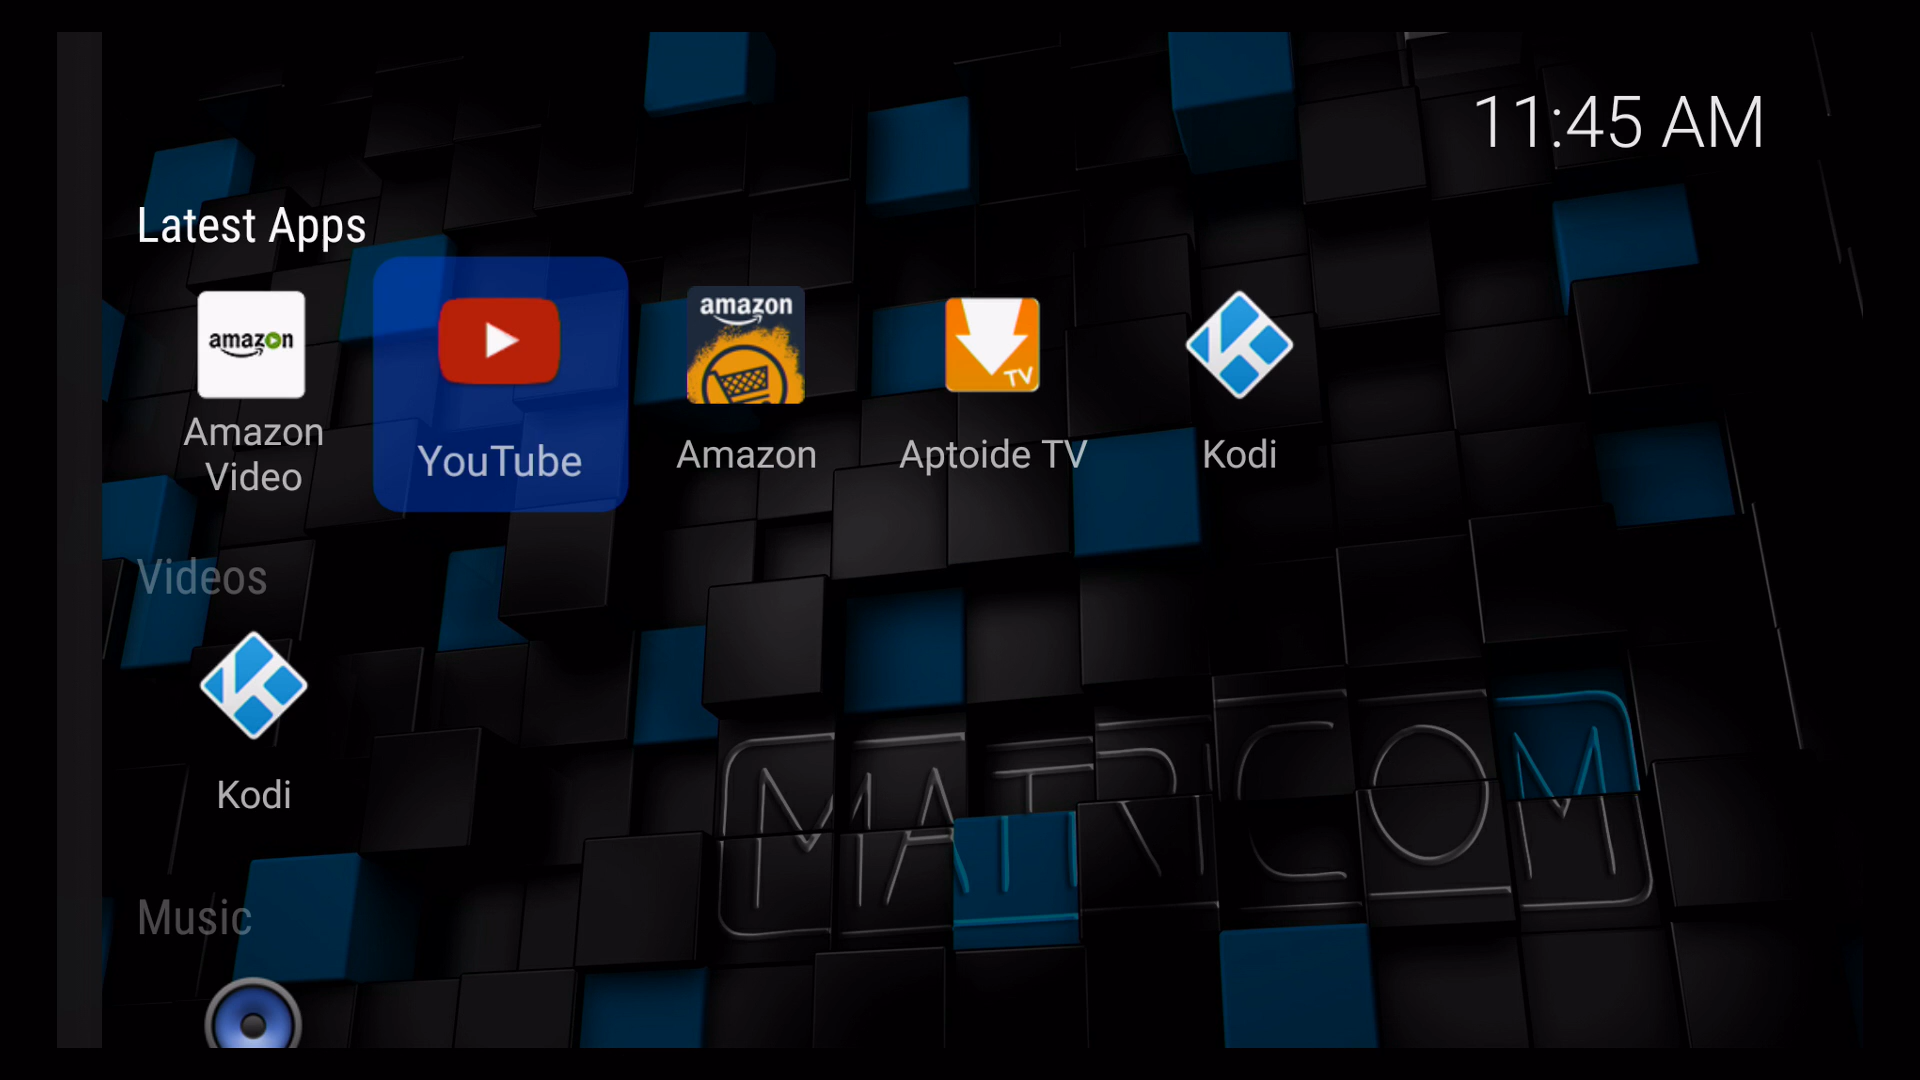 11:45 AM
Latest Apps
amazon
amazon
TV
Amazon
Video
YouTube
Amazon
Aptoide TV
Kodi
Videos
Kodi
MATRICOM
Music